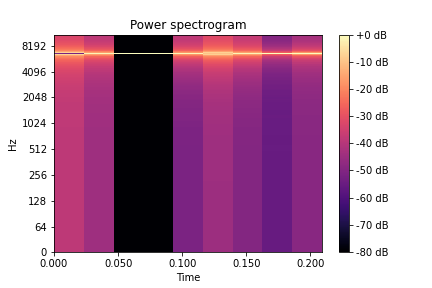 Power spectrogram
Hz
8192
4096
2048
1024
512
256
128
64
0
0.000 0.050 0.100 0.150 0.200
Time
+0 dB
-10 dB
-20 dB
-30 dB
-40 dB
-50 dB
-60 dB
-70 dB
-80 dB